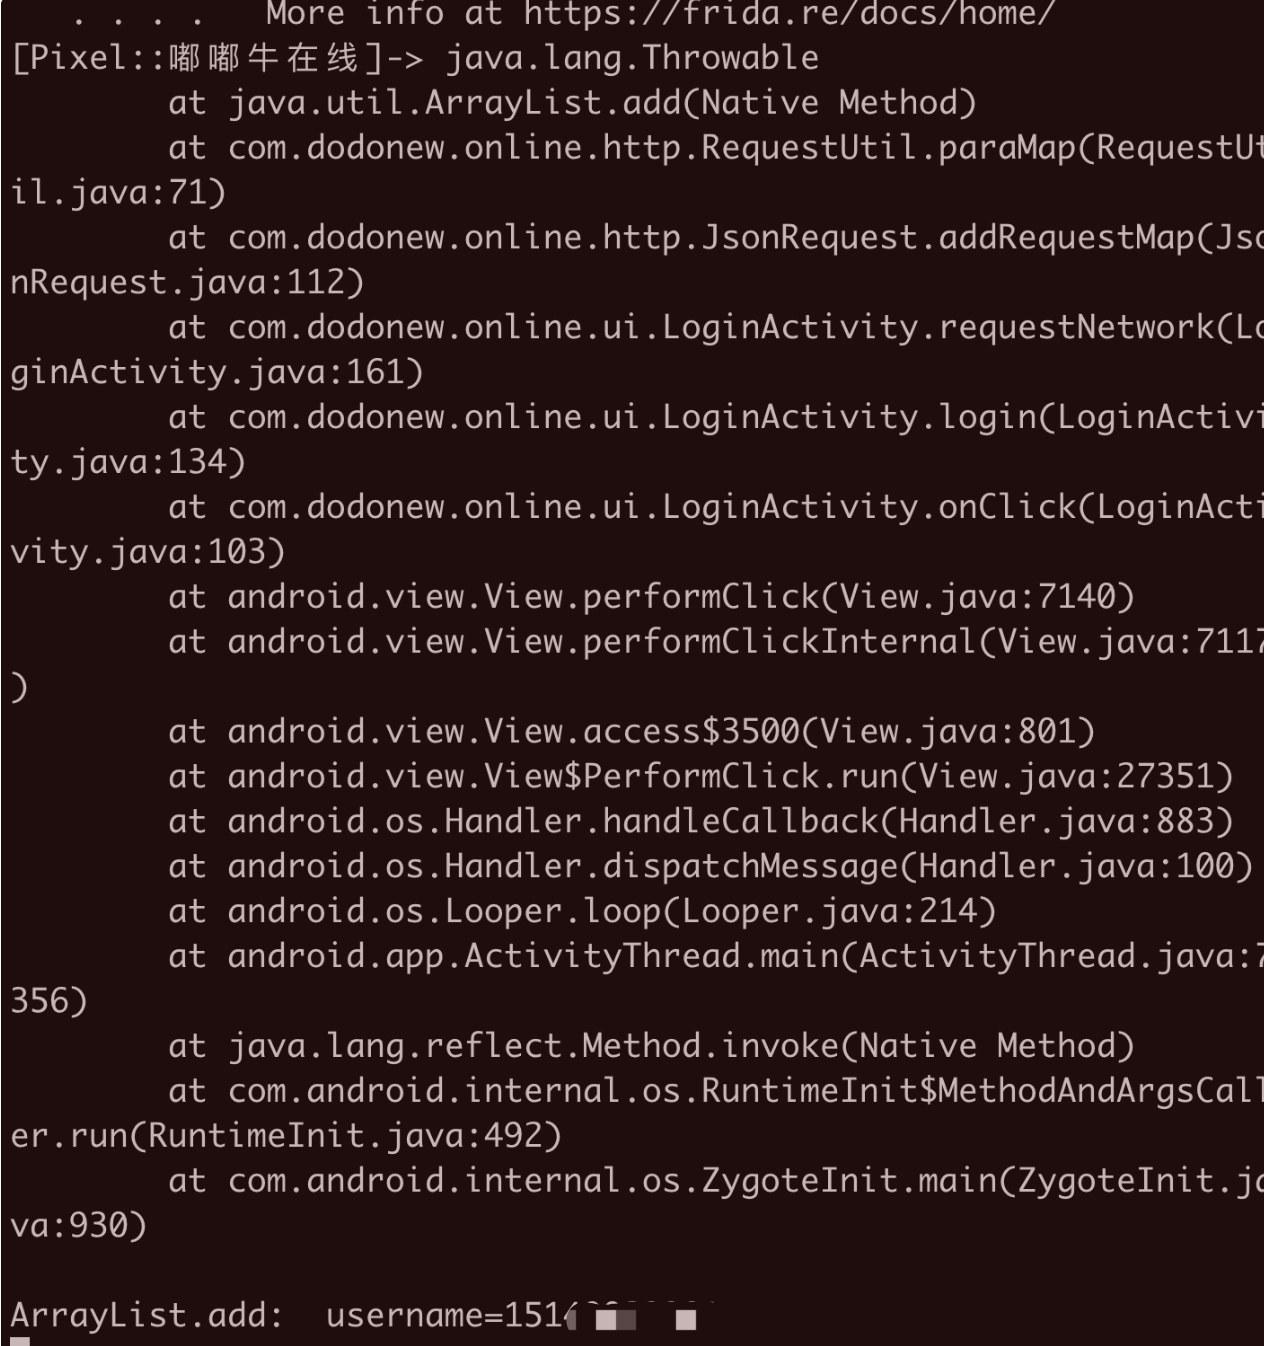 . . . .   More info at https://frida.re/docs/home/
[Pixel::嘟嘟牛在线]-> java.lang.Throwable
        at java.util.ArrayList.add(Native Method)
        at com.dodonew.online.http.RequestUtil.paraMap(RequestUt
il.java:71)
        at com.dodonew.online.http.JsonRequest.addRequestMap(Jso
nRequest.java:112)
        at com.dodonew.online.ui.LoginActivity.requestNetwork(Lo
ginActivity.java:161)
        at com.dodonew.online.ui.LoginActivity.login(LoginActivi
ty.java:134)
        at com.dodonew.online.ui.LoginActivity.onClick(LoginActi
vity.java:103)
        at android.view.View.performClick(View.java:7140)
        at android.view.View.performClickInternal(View.java:7117
)
        at android.view.View.access$3500(View.java:801)
        at android.view.View$PerformClick.run(View.java:27351)
        at android.os.Handler.handleCallback(Handler.java:883)
        at android.os.Handler.dispatchMessage(Handler.java:100)
        at android.os.Looper.loop(Looper.java:214)
        at android.app.ActivityThread.main(ActivityThread.java:7
356)
        at java.lang.reflect.Method.invoke(Native Method)
        at com.android.internal.os.RuntimeInit$MethodAndArgsCall
er.run(RuntimeInit.java:492)
        at com.android.internal.os.ZygoteInit.main(ZygoteInit.ja
va:930)
ArrayList.add:  username=151